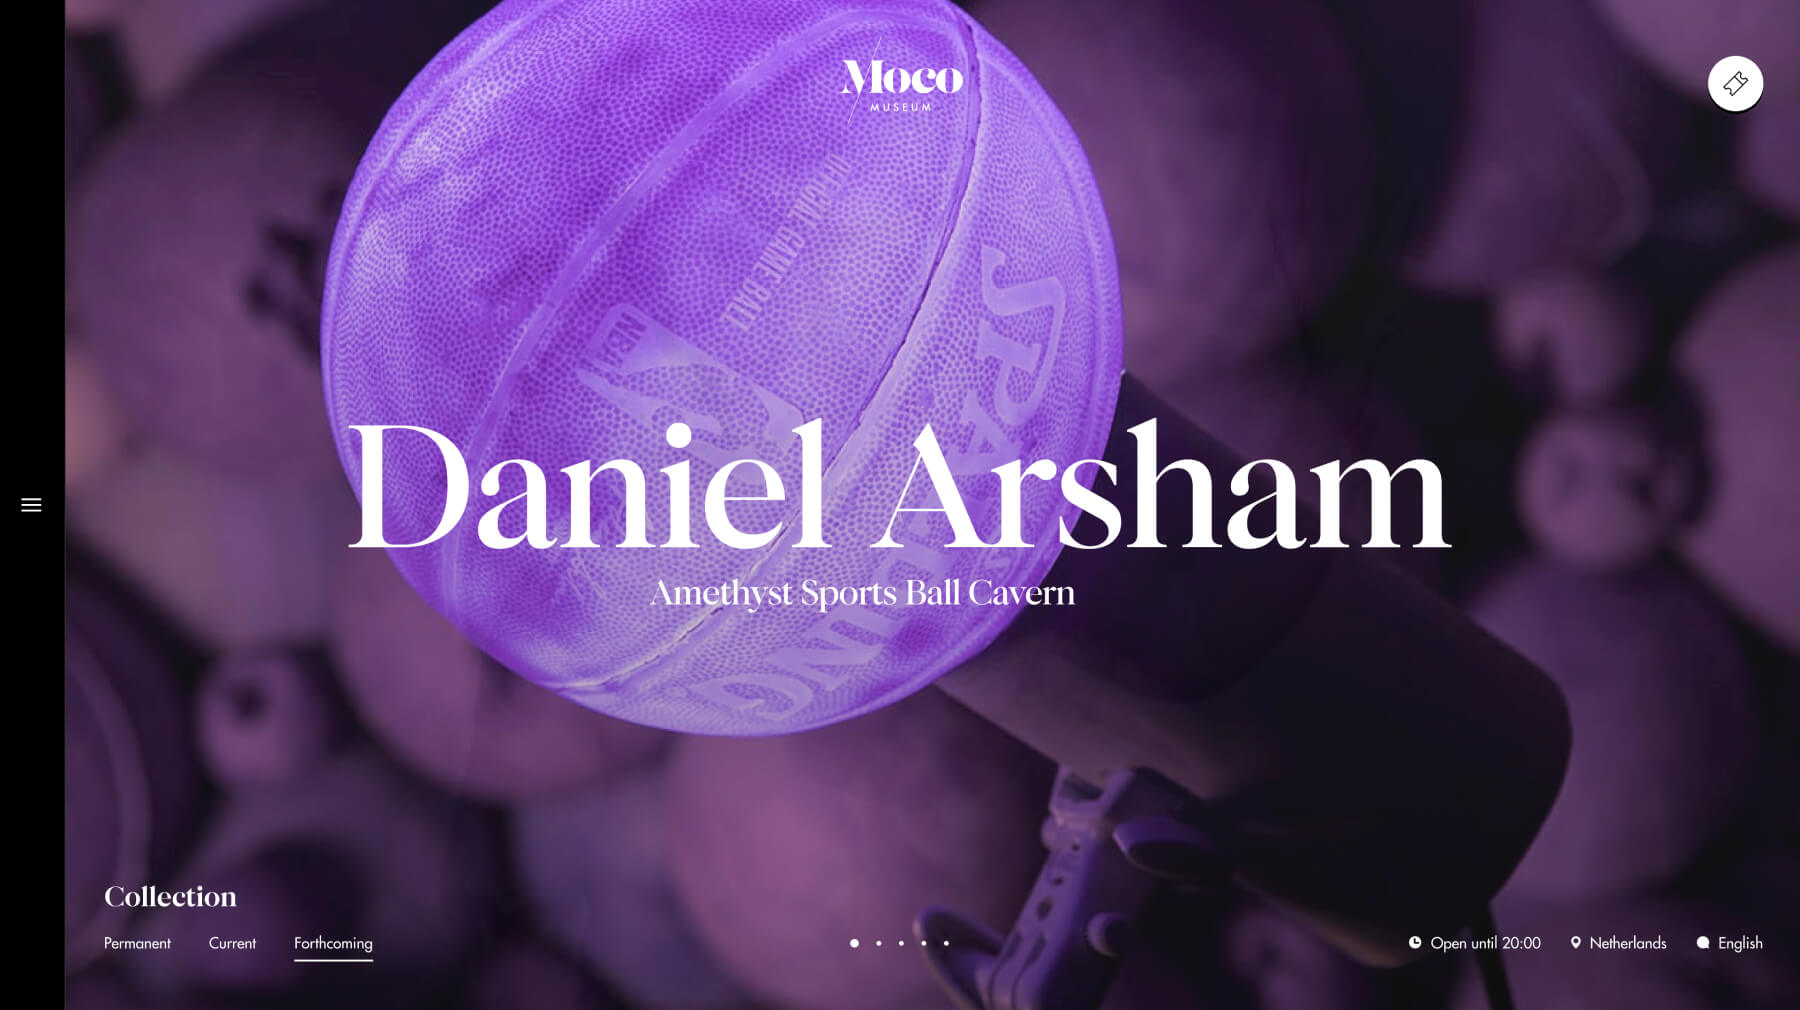 Moco
MUSEUM
OFFICIAL GAME BALL
NBA
SPALDING
Daniel Arsham
Amethyst Sports Ball Cavern
Collection
Permanent
Current
Forthcoming
Open until 20:00
Netherlands
English